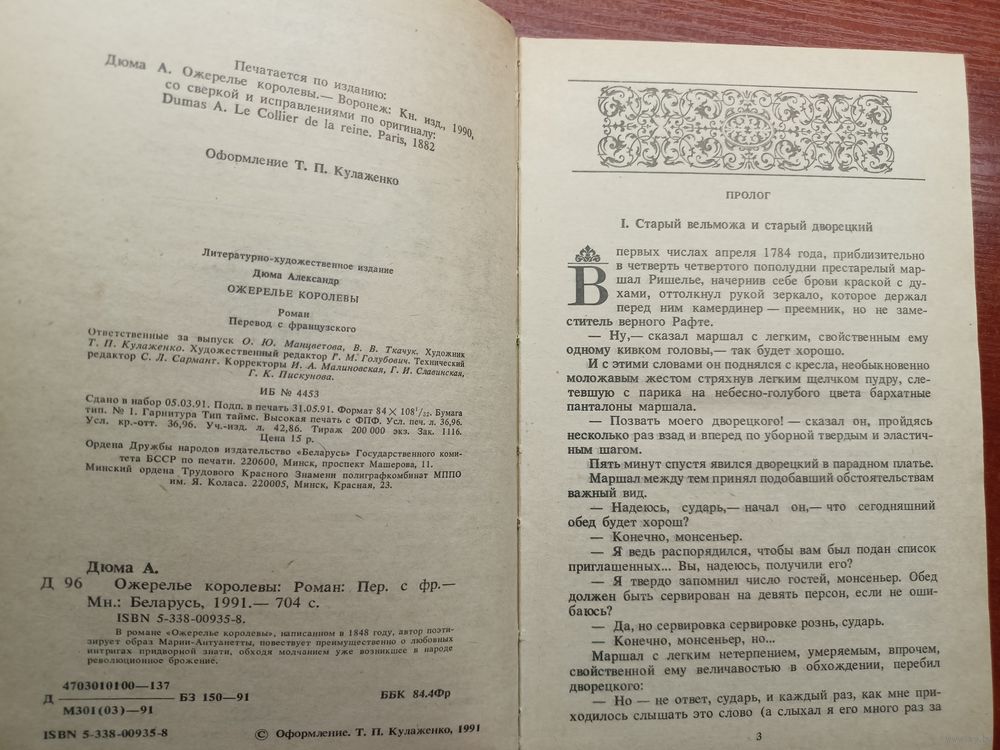 Печатается по изданию:
Дюма А. Ожерелье королевы.— Воронеж: Кн. изд., 1990,
со сверкой и исправлениями по оригиналу:
Dumas A. Le Collier de la reine. Paris, 1882
Оформление Т. П. Кулаженко
Литературно-художественное издание
Дюма Александр
ОЖЕРЕЛЬЕ КОРОЛЕВЫ
Роман
Перевод с французского
Ответственные за выпуск О. Ю. Манцветова, В. В. Ткачук. Художник
Т. П. Кулаженко. Художественный редактор Г. М. Голубович. Технический
редактор С. Л. Сармант. Корректоры И. А. Малиновская, Г. И. Славинская,
Г. К. Пискунова.
ИБ № 4453
Сдано в набор 05.03.91. Подп. в печать 31.05.91. Формат 84×108¹/₃₂. Бумага
тип. № 1. Гарнитура Тип таймс. Высокая печать с ФПФ. Усл. печ. л. 36,96.
Усл. кр.-отт. 36,96. Уч.-изд. л. 42,86. Тираж 200 000 экз. Зак. 1116.
Цена 15 р.
Ордена Дружбы народов издательство «Беларусь» Государственного коми-
тета БССР по печати. 220600, Минск, проспект Машерова, 11.
Минский ордена Трудового Красного Знамени полиграфкомбинат МППО
им. Я. Коласа. 220005, Минск, Красная, 23.
Дюма А.
Д 96 Ожерелье королевы: Роман: Пер. с фр.—
Мн.: Беларусь, 1991.— 704 с.
ISBN 5-338-00935-8.
В романе «Ожерелье королевы», написанном в 1848 году, автор поэти-
зирует образ Марии-Антуанетты, повествует преимущественно о любовных
интригах придворной знати, обходя молчанием уже возникшее в народе
революционное брожение.
4703010100—137
Д БЗ 150—91 ББК 84.4Фр
М301(03)—91
ISBN 5-338-00935-8 © Оформление. Т. П. Кулаженко, 1991
ПРОЛОГ
I. Старый вельможа и старый дворецкий
В первых числах апреля 1784 года, приблизительно
в четверть четвертого пополудни престарелый мар-
шал Ришелье, начернив себе брови краской с ду-
хами, оттолкнул рукой зеркало, которое держал
перед ним камердинер — преемник, но не заме-
ститель верного Рафте.
— Ну,— сказал маршал с легким, свойственным ему
одному кивком головы,— так будет хорошо.
И с этими словами он поднялся с кресла, необыкновенно
моложавым жестом стряхнув легким щелчком пудру, сле-
тевшую с парика на небесно-голубого цвета бархатные
панталоны маршала.
— Позвать моего дворецкого! — сказал он, пройдясь
несколько раз взад и вперед по уборной твердым и эластич-
ным шагом.
Пять минут спустя явился дворецкий в парадном платье.
Маршал между тем принял подобавший обстоятельствам
важный вид.
— Надеюсь, сударь,— начал он,— что сегодняшний
обед будет хорош?
— Конечно, монсеньер.
— Я ведь распорядился, чтобы вам был подан список
приглашенных... Вы, надеюсь, получили его?
— Я твердо запомнил число гостей, монсеньер. Обед
должен быть сервирован на девять персон, если не оши-
баюсь?
— Да, но сервировка сервировке рознь, сударь.
— Конечно, монсеньер, но...
Маршал с легким нетерпением, умеряемым, впрочем,
свойственной ему величавостью в обхождении, перебил
дворецкого:
— Но — не ответ, сударь, и каждый раз, как мне при-
ходилось слышать это слово (а слыхал я его много раз за
3